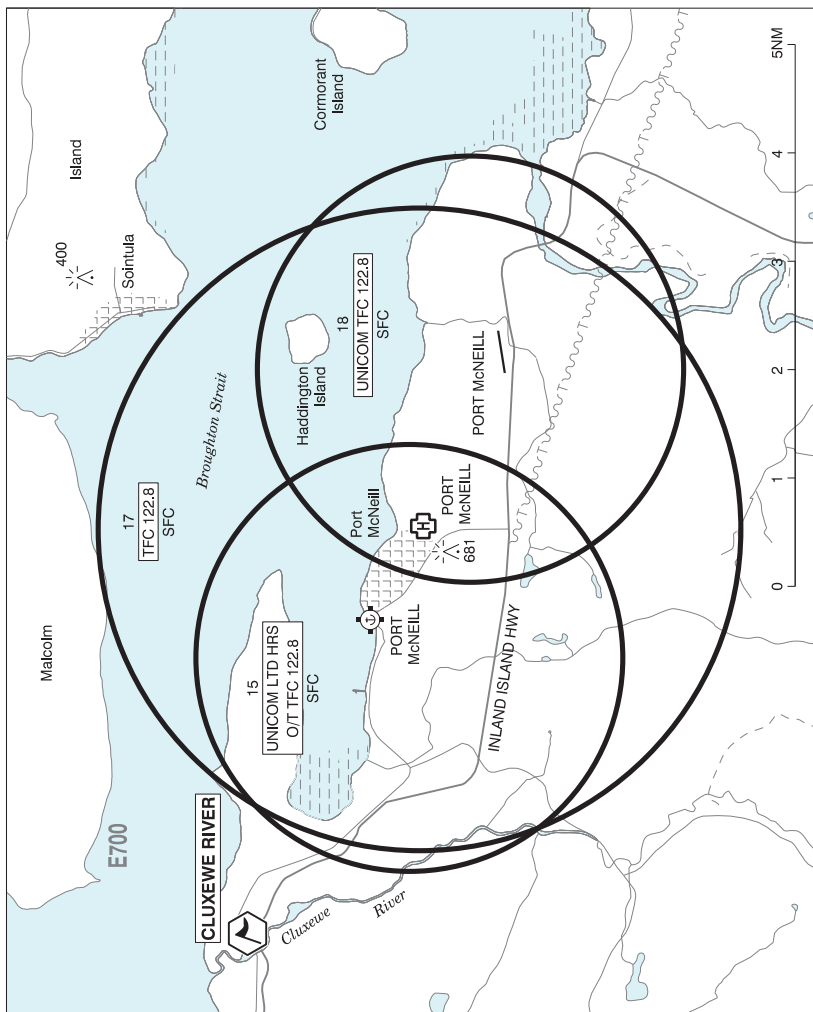 Malcolm
Island
400
Sointula
Cormorant
Island
E700
17
TFC 122.8
SFC
Broughton Strait
Haddington
Island
CLUXEWE RIVER
15
UNICOM LTD HRS
O/T TFC 122.8
SFC
18
UNICOM TFC 122.8
SFC
Port
McNeill
Cluxewe
River
PORT
McNEILL
H
PORT
McNEILL
681
PORT McNEILL
INLAND ISLAND HWY
0
1
2
3
4
5NM